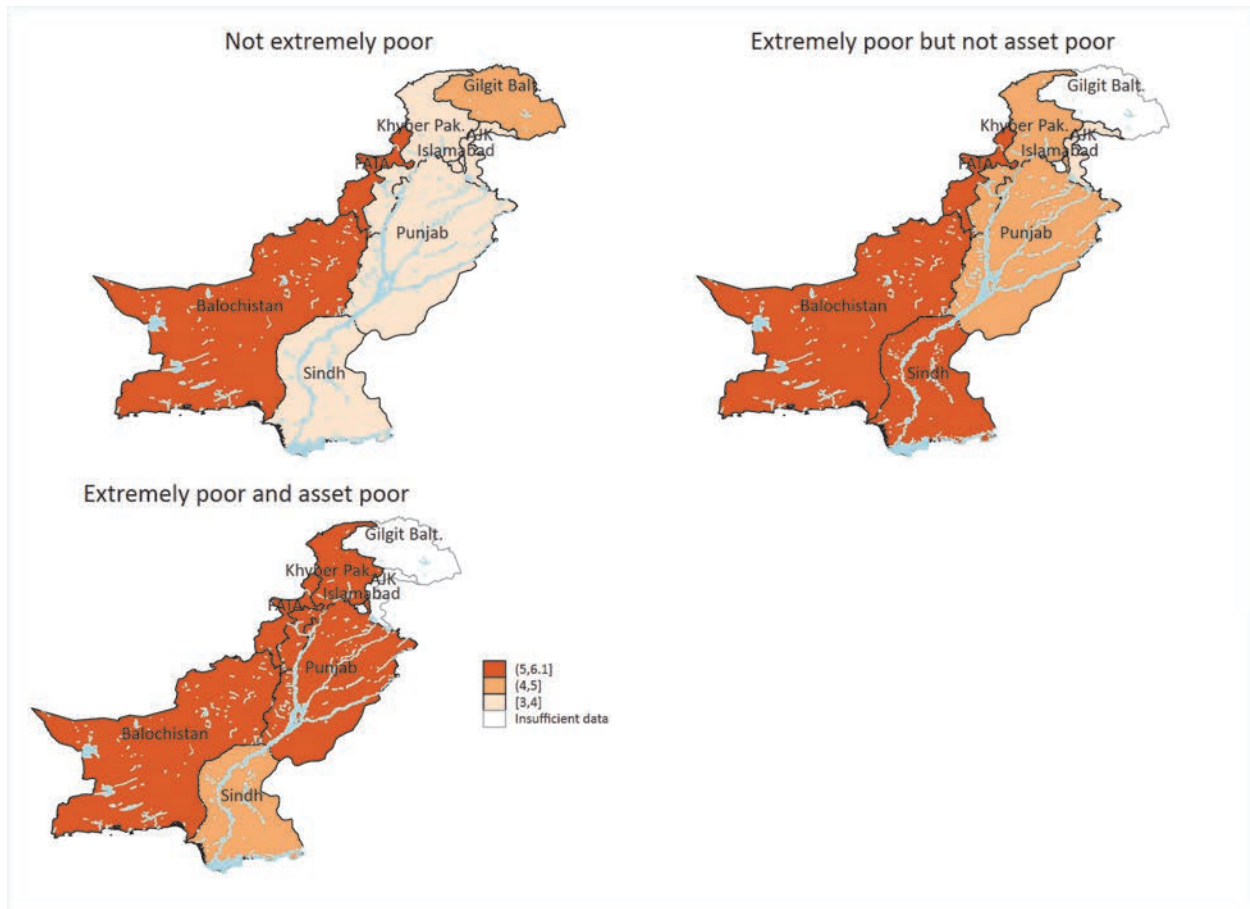 Not extremely poor
Gilgit Balt.
Khyber Pak.
AJK
Islamabad
FATA
Punjab
Balochistan
Sindh
Extremely poor but not asset poor
Gilgit Balt.
Khyber Pak.
AJK
Islamabad
FATA
Punjab
Balochistan
Sindh
Extremely poor and asset poor
Gilgit Balt.
Khyber Pak.
AJK
Islamabad
FATA
Punjab
Balochistan
Sindh
(5,6.1]
(4,5]
[3,4]
Insufficient data